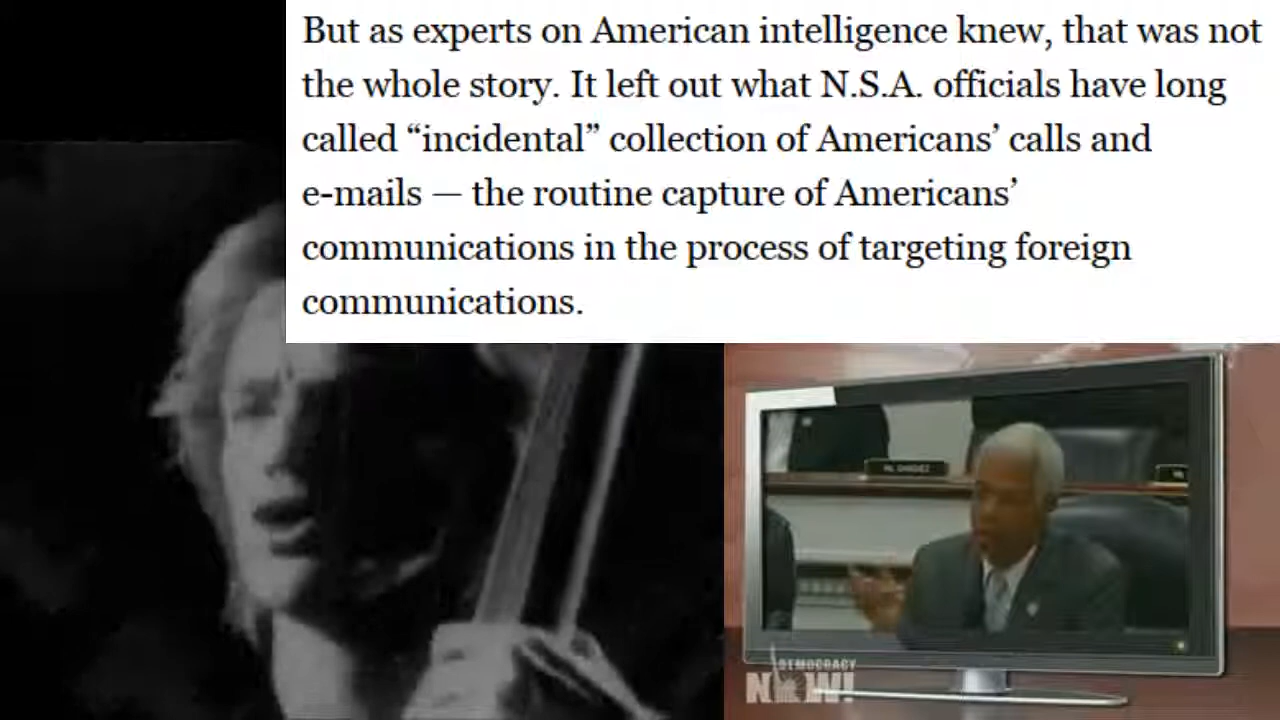 But as experts on American intelligence knew, that was not
the whole story. It left out what N.S.A. officials have long
called “incidental” collection of Americans’ calls and
e-mails — the routine capture of Americans’
communications in the process of targeting foreign
communications.
DEMOCRACY
NOW!